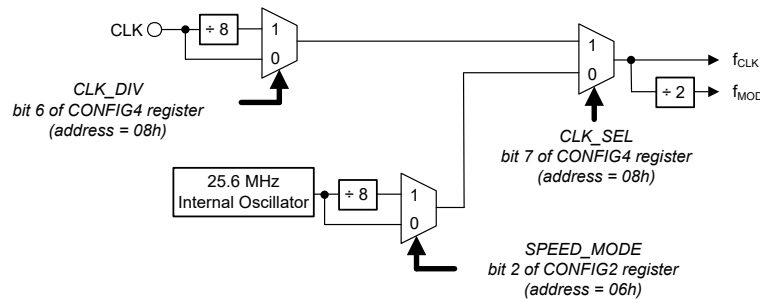 CLK
÷ 8
1
0
CLK_DIV
bit 6 of CONFIG4 register
(address = 08h)
1
0
f_CLK
÷ 2
f_MOD
CLK_SEL
bit 7 of CONFIG4 register
(address = 08h)
25.6 MHz
Internal Oscillator
÷ 8
1
0
SPEED_MODE
bit 2 of CONFIG2 register
(address = 06h)